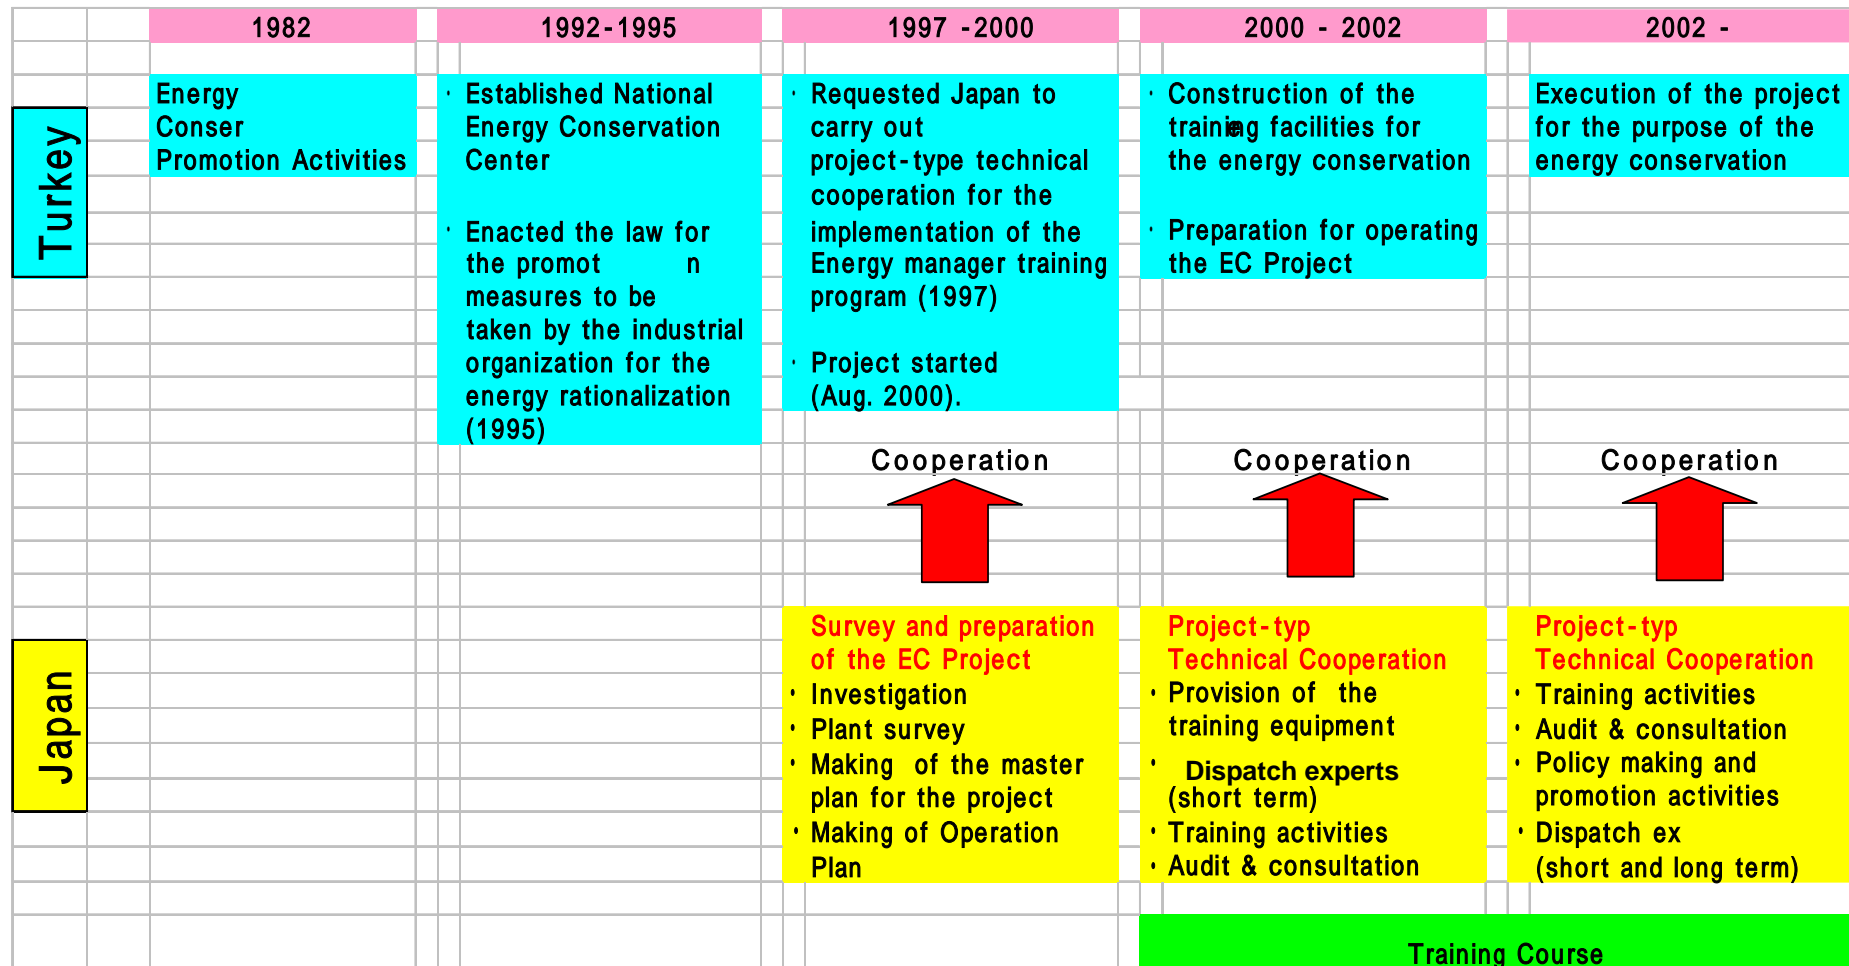 1982
1992-1995
1997 -2000
2000 - 2002
2002 -
Turkey
Energy
Conser
Promotion Activities
· Established National
Energy Conservation
Center
· Enacted the law for
the promot n
measures to be
taken by the industrial
organization for the
energy rationalization
(1995)
· Requested Japan to
carry out
project-type technical
cooperation for the
implementation of the
Energy manager training
program (1997)
· Project started
(Aug. 2000).
· Construction of the
training facilities for
the energy conservation
· Preparation for operating
the EC Project
Execution of the project
for the purpose of the
energy conservation
Cooperation
Cooperation
Cooperation
Japan
Survey and preparation
of the EC Project
· Investigation
· Plant survey
· Making of the master
plan for the project
· Making of Operation
Plan
Project-typ
Technical Cooperation
· Provision of the
training equipment
· Dispatch experts
(short term)
· Training activities
· Audit & consultation
Project-typ
Technical Cooperation
· Training activities
· Audit & consultation
· Policy making and
promotion activities
· Dispatch ex
(short and long term)
Training Course